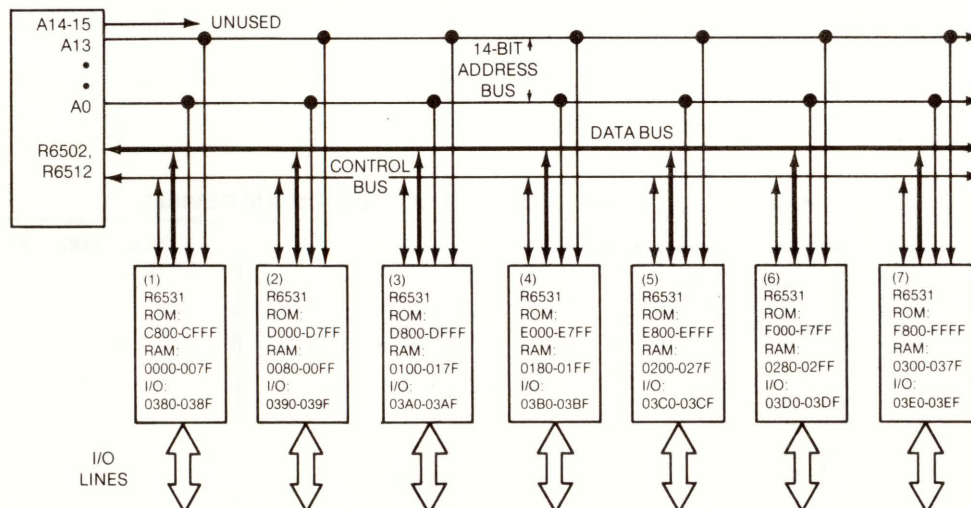 A14-15
UNUSED
A13
14-BIT
ADDRESS
BUS
A0
DATA BUS
R6502,
R6512
CONTROL
BUS
(1)
R6531
ROM:
C800-CFFF
RAM:
0000-007F
I/O:
0380-038F
(2)
R6531
ROM:
D000-D7FF
RAM:
0080-00FF
I/O:
0390-039F
(3)
R6531
ROM:
D800-DFFF
RAM:
0100-017F
I/O:
03A0-03AF
(4)
R6531
ROM:
E000-E7FF
RAM:
0180-01FF
I/O:
03B0-03BF
(5)
R6531
ROM:
E800-EFFF
RAM:
0200-027F
I/O:
03C0-03CF
(6)
R6531
ROM:
F000-F7FF
RAM:
0280-02FF
I/O:
03D0-03DF
(7)
R6531
ROM:
F800-FFFF
RAM:
0300-037F
I/O:
03E0-03EF
I/O
LINES